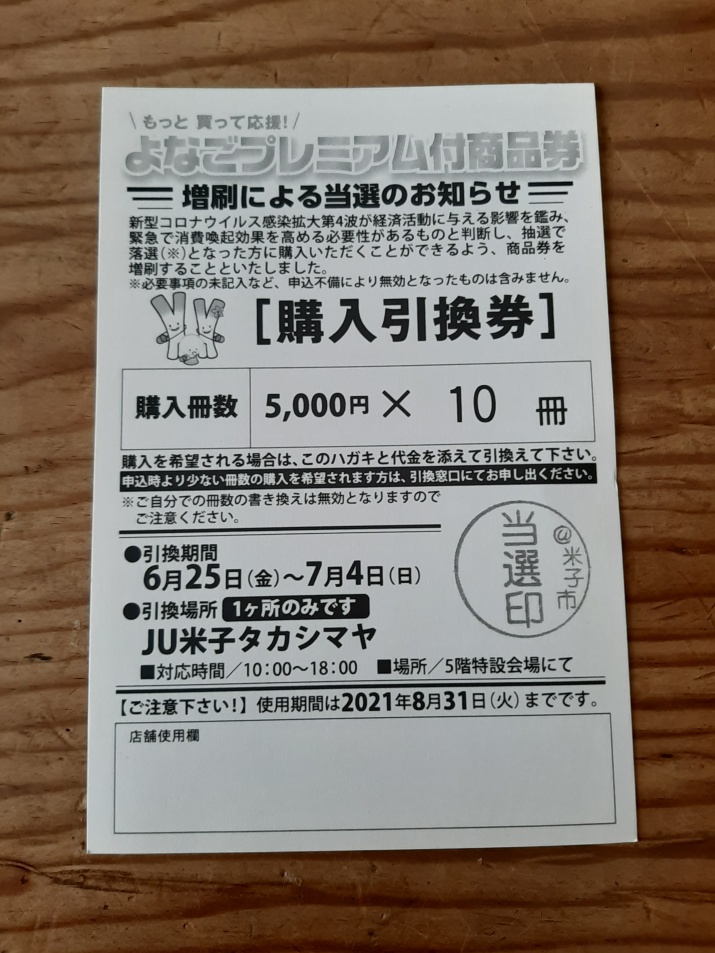 \ もっと 買って応援! /
よなごプレミアム付商品券
増刷による当選のお知らせ
新型コロナウイルス感染拡大第4波が経済活動に与える影響を鑑み、
緊急で消費喚起効果を高める必要性があるものと判断し、抽選で
落選(※)となった方に購入いただくことができるよう、商品券を
増刷することといたしました。
※必要事項の未記入など、申込不備により無効となったものは含みません。
[購入引換券]
購入冊数 5,000円 × 10 冊
購入を希望される場合は、このハガキと代金を添えて引換えて下さい。
申込時より少ない冊数の購入を希望されます方は、引換窓口にてお申し出ください。
※ご自分での冊数の書き換えは無効となりますので
ご注意ください。
●引換期間
6月25日(金)〜7月4日(日)
●引換場所 1ヶ所のみです
JU米子タカシマヤ
■対応時間/10:00〜18:00 ■場所/5階特設会場にて
@米子市
当選印
【ご注意下さい!】使用期間は2021年8月31日(火)までです。
店舗使用欄